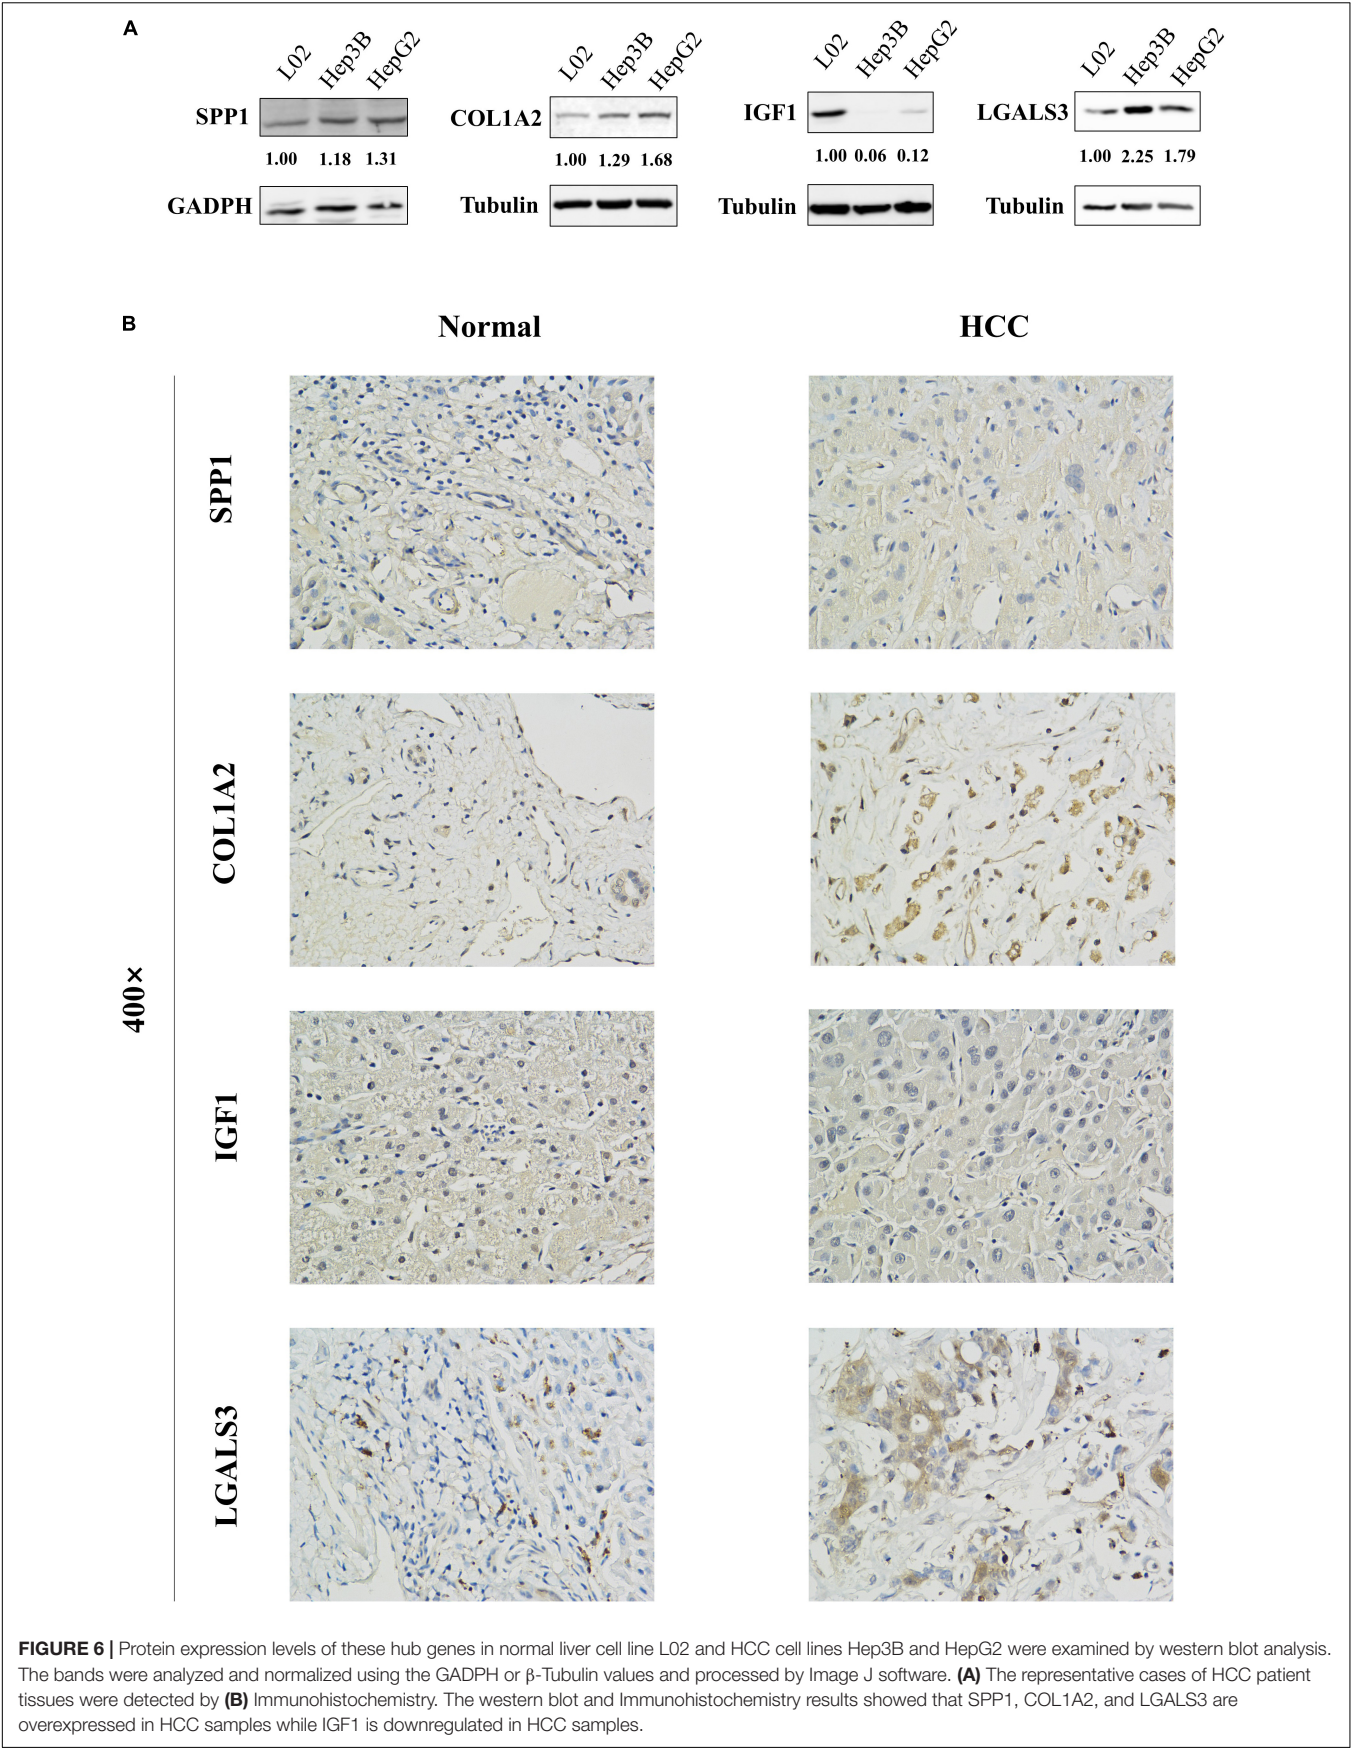 A
L02 Hep3B HepG2
SPP1
1.00 1.18 1.31
GADPH
L02 Hep3B HepG2
COL1A2
1.00 1.29 1.68
Tubulin
L02 Hep3B HepG2
IGF1
1.00 0.06 0.12
Tubulin
L02 Hep3B HepG2
LGALS3
1.00 2.25 1.79
Tubulin
B
Normal HCC
400×
SPP1
COL1A2
IGF1
LGALS3
FIGURE 6 | Protein expression levels of these hub genes in normal liver cell line L02 and HCC cell lines Hep3B and HepG2 were examined by western blot analysis.
The bands were analyzed and normalized using the GADPH or β-Tubulin values and processed by Image J software. (A) The representative cases of HCC patient
tissues were detected by (B) Immunohistochemistry. The western blot and Immunohistochemistry results showed that SPP1, COL1A2, and LGALS3 are
overexpressed in HCC samples while IGF1 is downregulated in HCC samples.